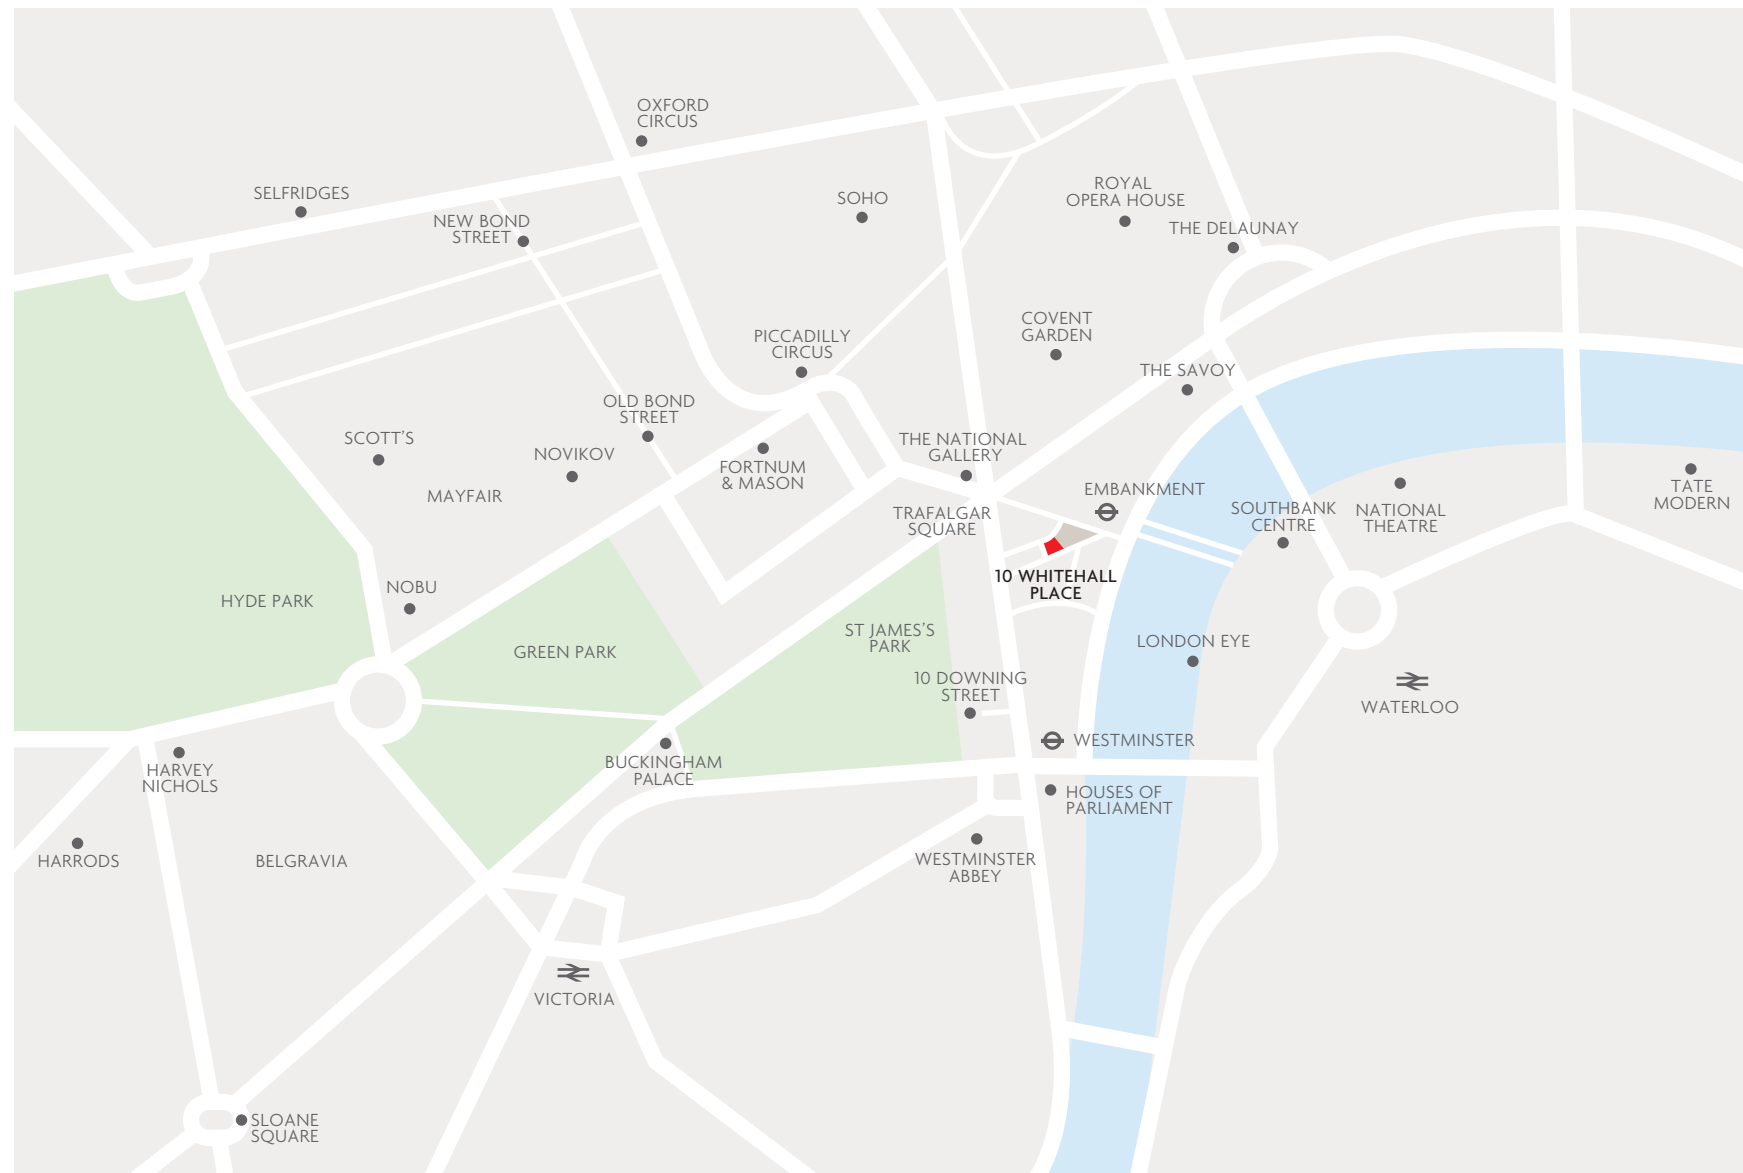 OXFORD
CIRCUS
SELFRIDGES
NEW BOND
STREET
SOHO
ROYAL
OPERA HOUSE
THE DELAUNAY
PICCADILLY
CIRCUS
COVENT
GARDEN
THE SAVOY
OLD BOND
STREET
SCOTT'S
NOVIKOV
FORTNUM
& MASON
THE NATIONAL
GALLERY
MAYFAIR
EMBANKMENT
TRAFALGAR
SQUARE
SOUTHBANK
CENTRE
NATIONAL
THEATRE
TATE
MODERN
10 WHITEHALL
PLACE
NOBU
HYDE PARK
GREEN PARK
ST JAMES'S
PARK
LONDON EYE
10 DOWNING
STREET
WATERLOO
WESTMINSTER
HARVEY
NICHOLS
BUCKINGHAM
PALACE
HOUSES OF
PARLIAMENT
HARRODS
BELGRAVIA
WESTMINSTER
ABBEY
VICTORIA
SLOANE
SQUARE